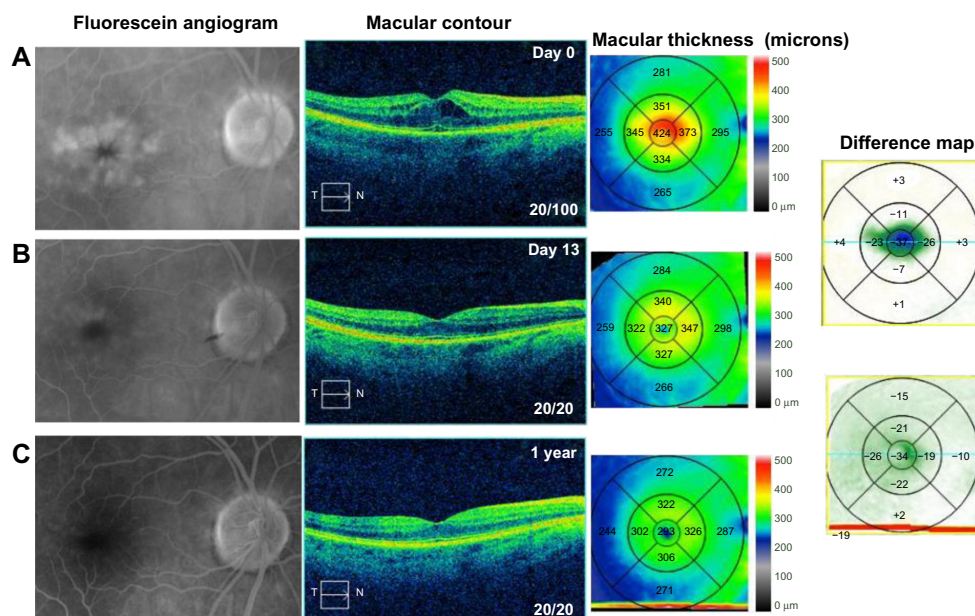 Fluorescein angiogram
Macular contour
Macular thickness (microns)
Difference map
A
Day 0
T N
20/100
281
351
255 345 424 373 295
334
265
500
400
300
200
100
0 µm
+3
−11
+4 −23 −37 −26 +3
−7
+1
B
Day 13
T N
20/20
284
340
259 322 327 347 298
327
266
500
400
300
200
100
0 µm
−15
−21
−26 −34 −19 −10
−22
+2
−19
C
1 year
T N
20/20
272
322
244 302 293 326 287
306
271
500
400
300
200
100
0 µm